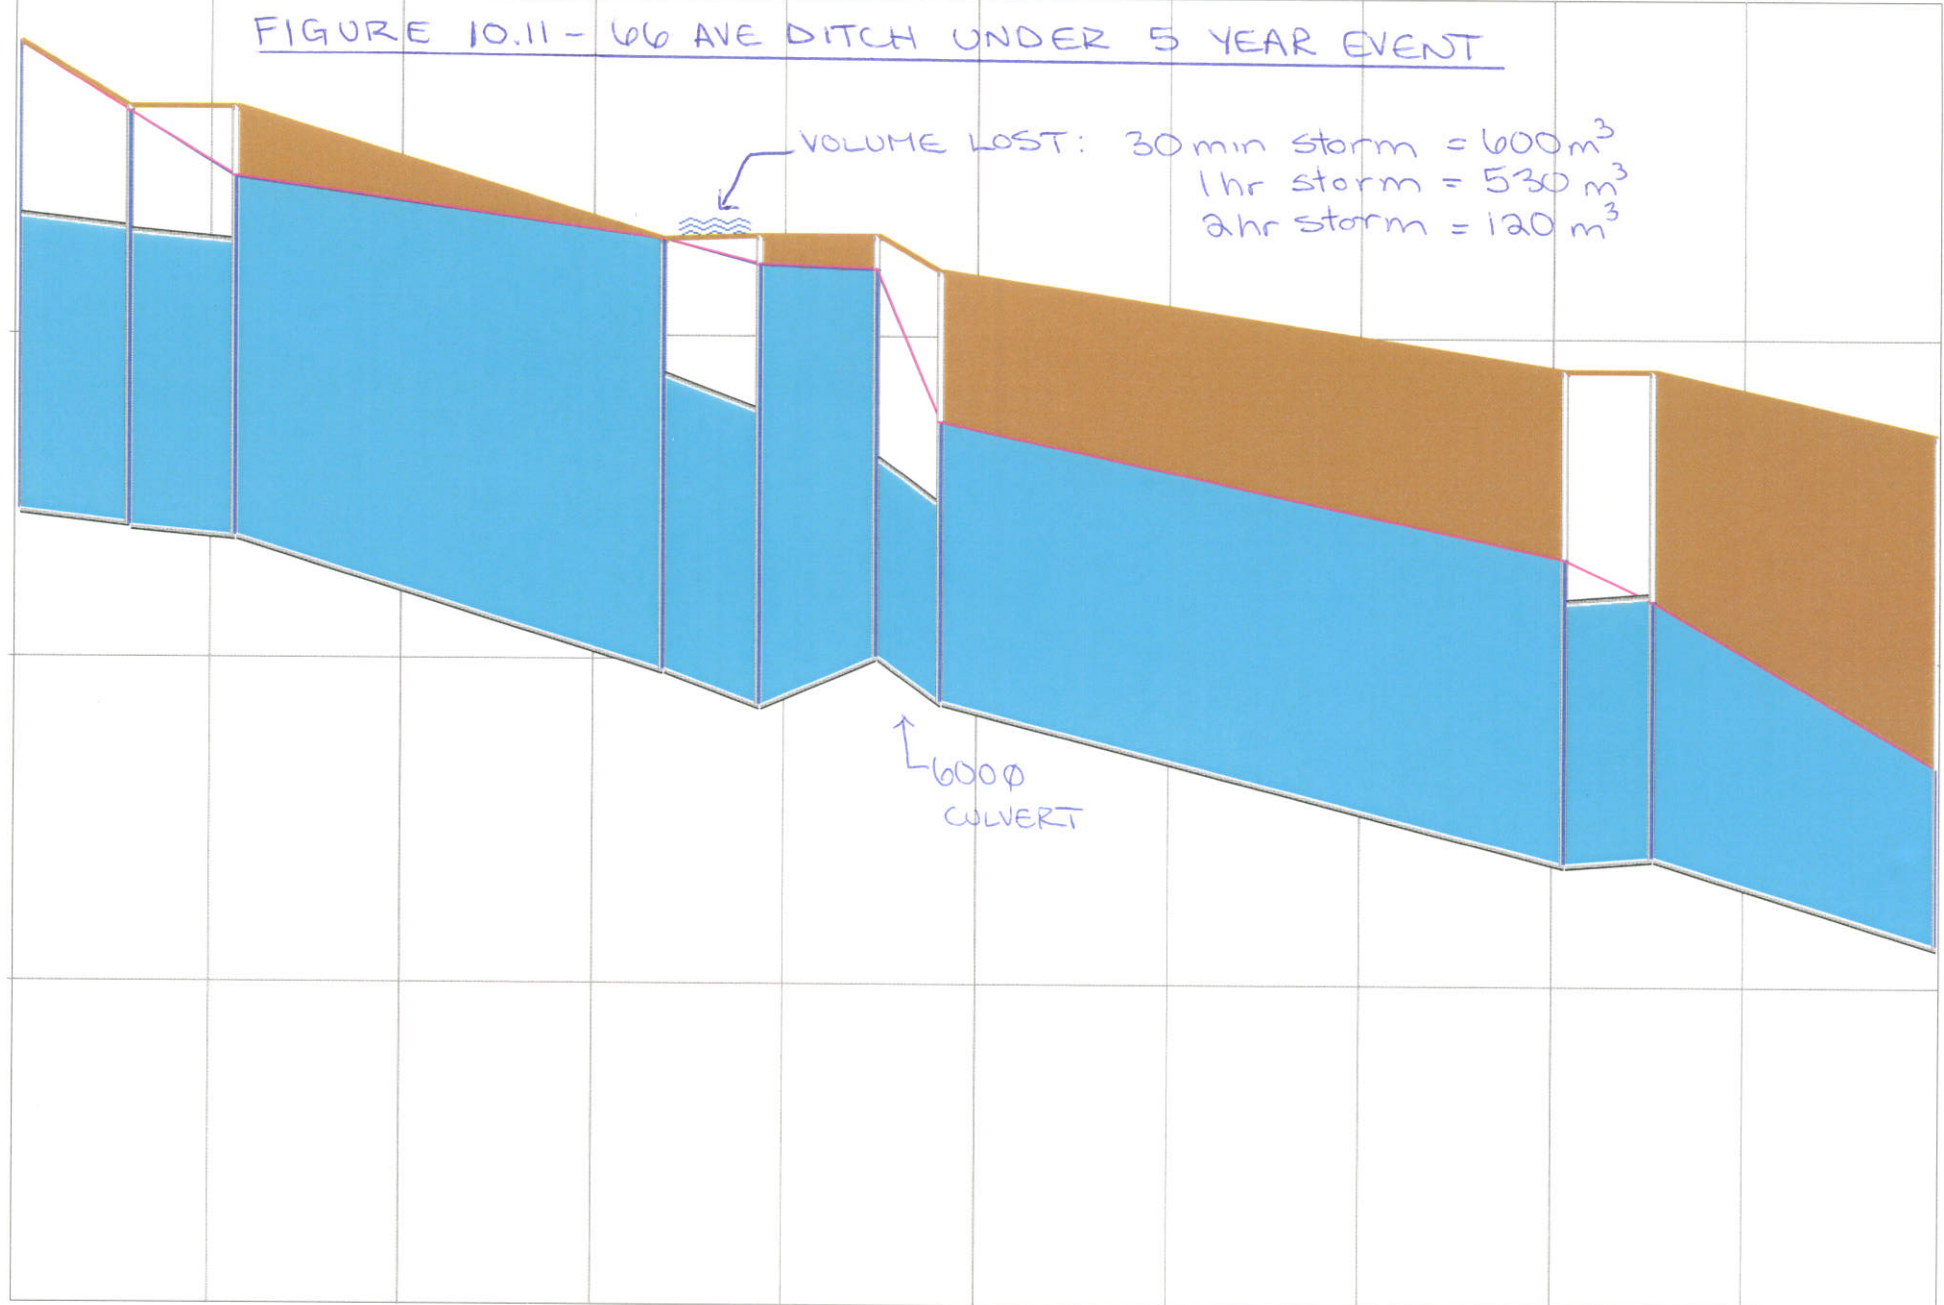 FIGURE 10.11 - 66 AVE DITCH UNDER 5 YEAR EVENT
VOLUME LOST: 30 min storm = 600 m³
1 hr storm = 530 m³
2 hr storm = 120 m³
600Ø
CULVERT